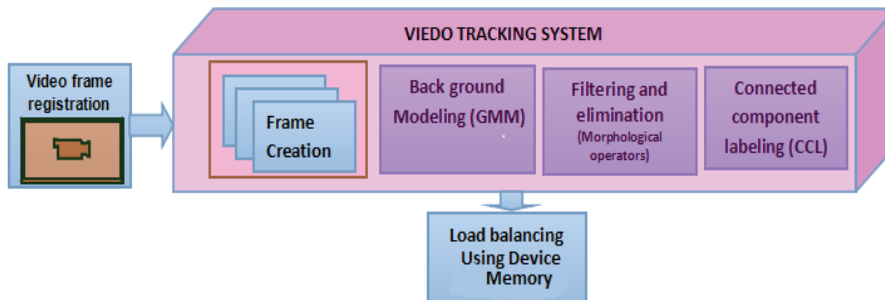 VIEDO TRACKING SYSTEM
Video frame
registration
Frame
Creation
Back ground
Modeling (GMM)
Filtering and
elimination
(Morphological
operators)
Connected
component
labeling (CCL)
Load balancing
Using Device
Memory